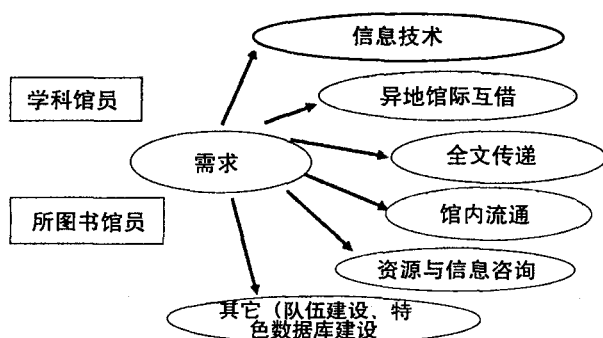 信息技术
学科馆员
异地馆际互借
需求
全文传递
所图书馆员
馆内流通
资源与信息咨询
其它（队伍建设、特
色数据库建设